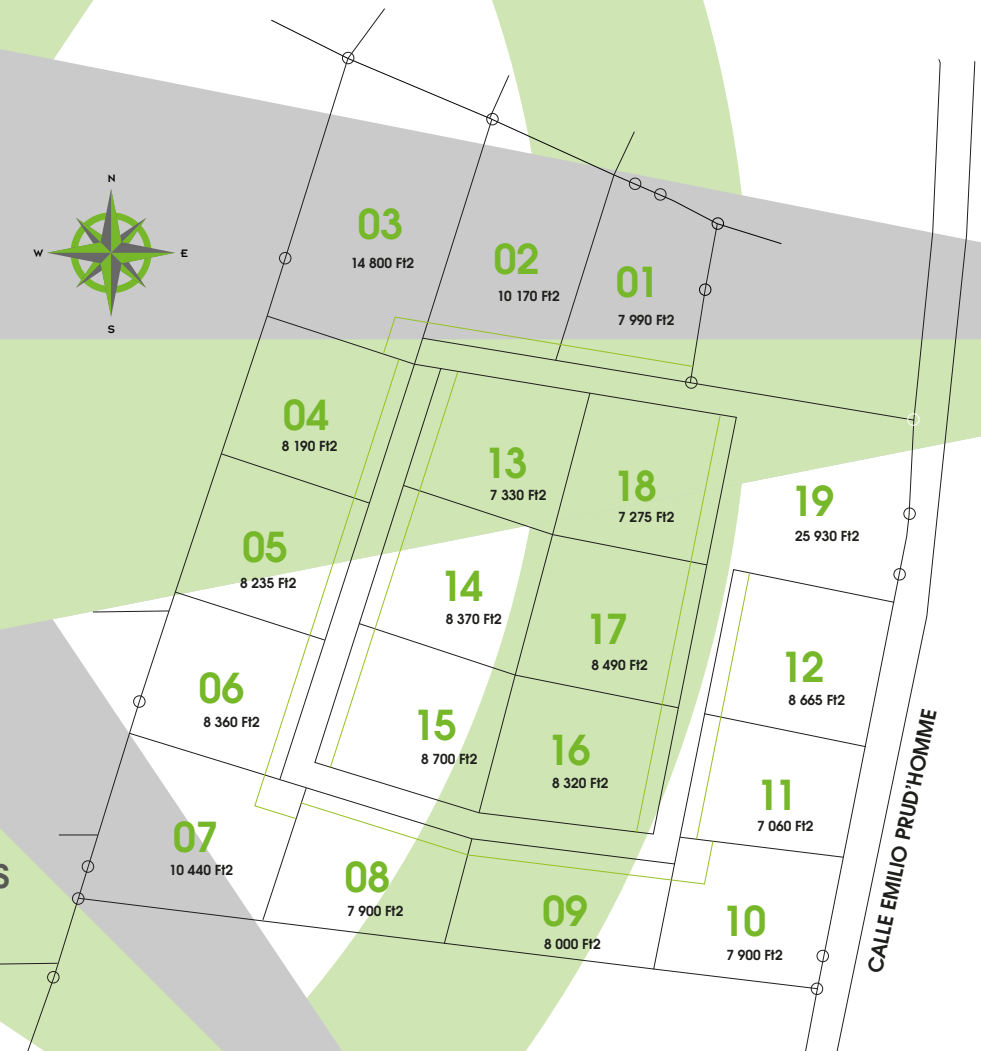 N
W
E
S
03
14 800 Ft2
02
10 170 Ft2
01
7 990 Ft2
04
8 190 Ft2
13
7 330 Ft2
18
7 275 Ft2
19
25 930 Ft2
05
8 235 Ft2
14
8 370 Ft2
17
8 490 Ft2
12
8 665 Ft2
06
8 360 Ft2
15
8 700 Ft2
16
8 320 Ft2
11
7 060 Ft2
07
10 440 Ft2
08
7 900 Ft2
09
8 000 Ft2
10
7 900 Ft2
CALLE EMILIO PRUD'HOMME
S